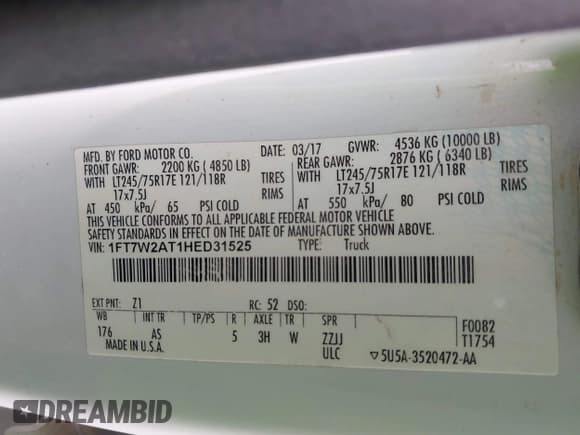 MFD. BY FORD MOTOR CO. DATE: 03/17 GVWR: 4536 KG (10000 LB)
FRONT GAWR: 2200 KG ( 4850 LB) REAR GAWR: 2876 KG ( 6340 LB)
WITH LT245/75R17E 121/118R TIRES WITH LT245/75R17E 121/118R TIRES
17x7.5J RIMS 17x7.5J RIMS
AT 450 kPa/ 65 PSI COLD AT 550 kPa/ 80 PSI COLD
THIS VEHICLE CONFORMS TO ALL APPLICABLE FEDERAL MOTOR VEHICLE
SAFETY STANDARDS IN EFFECT ON THE DATE OF MANUFACTURE SHOWN ABOVE.
VIN: 1FT7W2AT1HED31525 TYPE: Truck
EXT PNT: Z1 RC: 52 DSO:
WB INT TR TP/PS R AXLE TR SPR F0082
176 AS 5 3H W ZZJJ T1754
MADE IN U.S.A. ULC ▽5U5A-3520472-AA
DREAMBID